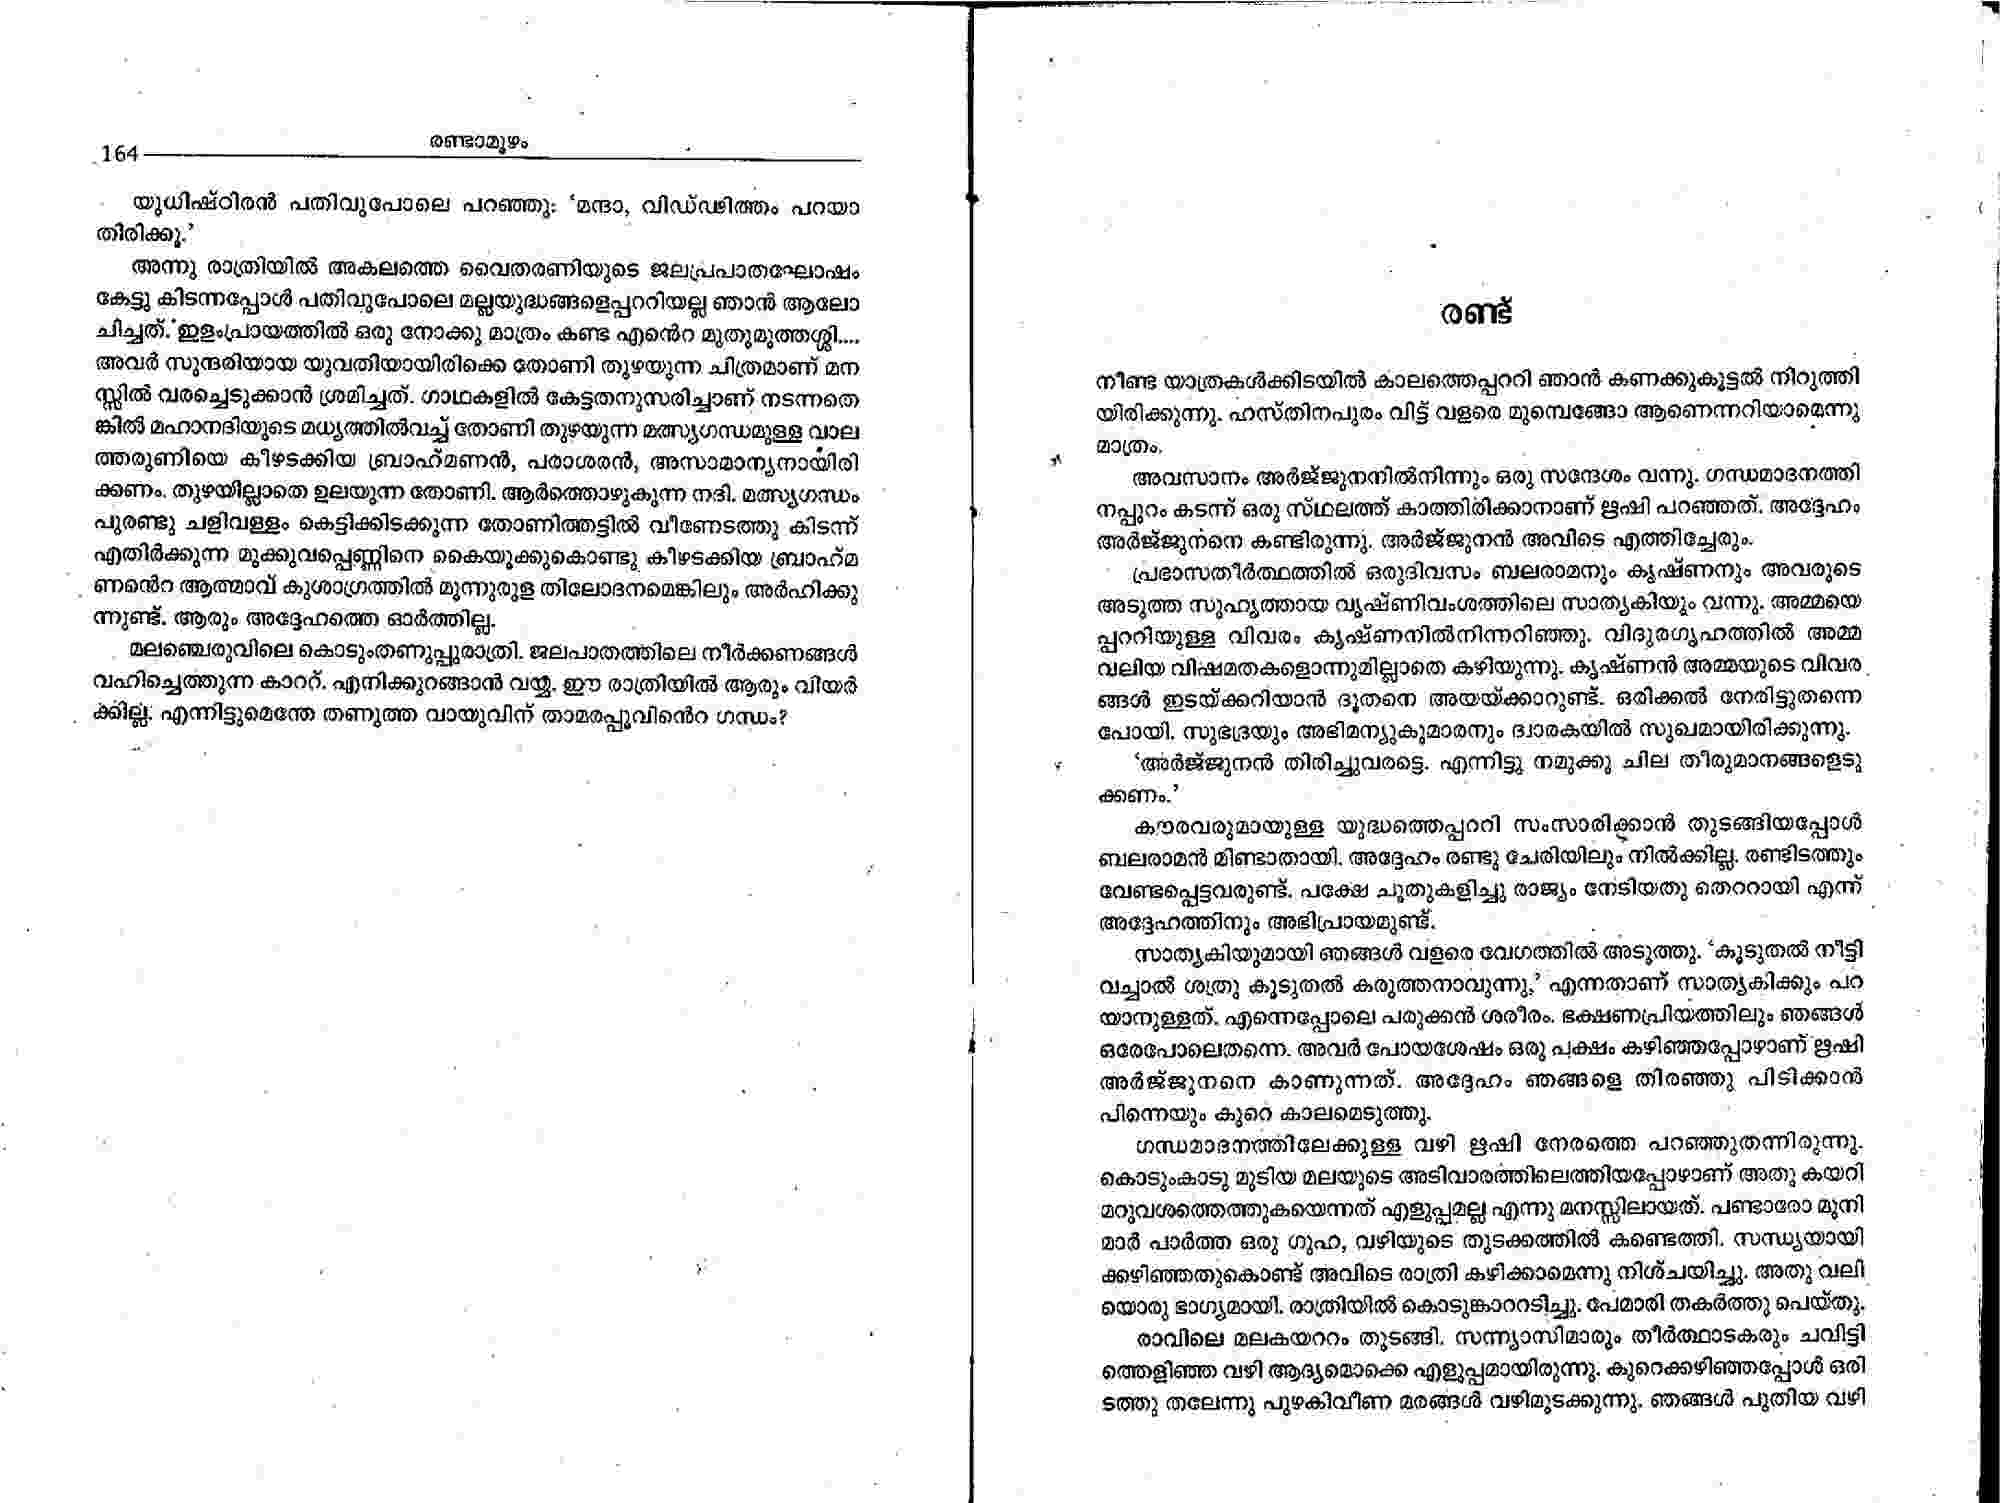 164
രണ്ടാമൂഴം
യുധിഷ്ഠിരൻ പതിവുപോലെ പറഞ്ഞു: ‘മന്ദാ, വിഡ്ഢിത്തം പറയാ
തിരിക്കൂ.’
അന്നു രാത്രിയിൽ അകലത്തെ വൈതരണിയുടെ ജലപ്രപാതഘോഷം
കേട്ടു കിടന്നപ്പോൾ പതിവുപോലെ മല്ലയുദ്ധങ്ങളെപ്പററിയല്ല ഞാൻ ആലോ
ചിച്ചത്. ഇളംപ്രായത്തിൽ ഒരു നോക്കു മാത്രം കണ്ട എൻെറ മുതുമുത്തശ്ശി....
അവർ സുന്ദരിയായ യുവതിയായിരിക്കെ തോണി തുഴയുന്ന ചിത്രമാണ് മന
സ്സിൽ വരച്ചെടുക്കാൻ ശ്രമിച്ചത്. ഗാഥകളിൽ കേട്ടതനുസരിച്ചാണ് നടന്നതെ
ങ്കിൽ മഹാനദിയുടെ മധ്യത്തിൽവച്ച് തോണി തുഴയുന്ന മത്സ്യഗന്ധമുള്ള വാല
ത്തരുണിയെ കീഴടക്കിയ ബ്രാഹ്മണൻ, പരാശരൻ, അസാമാന്യനായിരി
ക്കണം. തുഴയില്ലാതെ ഉലയുന്ന തോണി. ആർത്തൊഴുകുന്ന നദി. മത്സ്യഗന്ധം
പുരണ്ടു ചളിവള്ളം കെട്ടിക്കിടക്കുന്ന തോണിത്തട്ടിൽ വീണേടത്തു കിടന്ന്
എതിർക്കുന്ന മുക്കുവപ്പെണ്ണിനെ കൈയൂക്കുകൊണ്ടു കീഴടക്കിയ ബ്രാഹ്മ
ണൻെറ ആത്മാവ് കുശാഗ്രത്തിൽ മൂന്നുരുള തിലോദനമെങ്കിലും അർഹിക്കു
ന്നുണ്ട്. ആരും അദ്ദേഹത്തെ ഓർത്തില്ല.
മലഞ്ചെരുവിലെ കൊടുംതണുപ്പുരാത്രി. ജലപാതത്തിലെ നീർക്കണങ്ങൾ
വഹിച്ചെത്തുന്ന കാററ്. എനിക്കുറങ്ങാൻ വയ്യ. ഈ രാത്രിയിൽ ആരും വിയർ
ക്കില്ല. എന്നിട്ടുമെന്തേ തണുത്ത വായുവിന് താമരപ്പൂവിൻെറ ഗന്ധം?
രണ്ട്
നീണ്ട യാത്രകൾക്കിടയിൽ കാലത്തെപ്പററി ഞാൻ കണക്കുകൂട്ടൽ നിറുത്തി
യിരിക്കുന്നു. ഹസ്തിനപുരം വിട്ട് വളരെ മുമ്പെങ്ങോ ആണെന്നറിയാമെന്നു
മാത്രം.
അവസാനം അർജ്ജുനനിൽനിന്നും ഒരു സന്ദേശം വന്നു. ഗന്ധമാദനത്തി
നപ്പുറം കടന്ന് ഒരു സ്ഥലത്ത് കാത്തിരിക്കാനാണ് ഋഷി പറഞ്ഞത്. അദ്ദേഹം
അർജ്ജുനനെ കണ്ടിരുന്നു. അർജ്ജുനൻ അവിടെ എത്തിച്ചേരും.
പ്രഭാസതീർത്ഥത്തിൽ ഒരുദിവസം ബലരാമനും കൃഷ്ണനും അവരുടെ
അടുത്ത സുഹൃത്തായ വൃഷ്ണിവംശത്തിലെ സാത്യകിയും വന്നു. അമ്മയെ
പ്പററിയുള്ള വിവരം കൃഷ്ണനിൽനിന്നറിഞ്ഞു. വിദുരഗൃഹത്തിൽ അമ്മ
വലിയ വിഷമതകളൊന്നുമില്ലാതെ കഴിയുന്നു. കൃഷ്ണൻ അമ്മയുടെ വിവര
ങ്ങൾ ഇടയ്ക്കറിയാൻ ദൂതനെ അയയ്ക്കാറുണ്ട്. ഒരിക്കൽ നേരിട്ടുതന്നെ
പോയി. സുഭദ്രയും അഭിമന്യുകുമാരനും ദ്വാരകയിൽ സുഖമായിരിക്കുന്നു.
‘അർജ്ജുനൻ തിരിച്ചുവരട്ടെ. എന്നിട്ടു നമുക്കു ചില തീരുമാനങ്ങളെടു
ക്കണം.’
കൗരവരുമായുള്ള യുദ്ധത്തെപ്പററി സംസാരിക്കാൻ തുടങ്ങിയപ്പോൾ
ബലരാമൻ മിണ്ടാതായി. അദ്ദേഹം രണ്ടു ചേരിയിലും നിൽക്കില്ല. രണ്ടിടത്തും
വേണ്ടപ്പെട്ടവരുണ്ട്. പക്ഷേ ചൂതുകളിച്ചു രാജ്യം നേടിയതു തെററായി എന്ന്
അദ്ദേഹത്തിനും അഭിപ്രായമുണ്ട്.
സാത്യകിയുമായി ഞങ്ങൾ വളരെ വേഗത്തിൽ അടുത്തു. ‘കൂടുതൽ നീട്ടി
വച്ചാൽ ശത്രു കൂടുതൽ കരുത്തനാവുന്നു,’ എന്നതാണ് സാത്യകിക്കും പറ
യാനുള്ളത്. എന്നെപ്പോലെ പരുക്കൻ ശരീരം. ഭക്ഷണപ്രിയത്തിലും ഞങ്ങൾ
ഒരേപോലെതന്നെ. അവർ പോയശേഷം ഒരു പക്ഷം കഴിഞ്ഞപ്പോഴാണ് ഋഷി
അർജ്ജുനനെ കാണുന്നത്. അദ്ദേഹം ഞങ്ങളെ തിരഞ്ഞു പിടിക്കാൻ
പിന്നെയും കുറെ കാലമെടുത്തു.
ഗന്ധമാദനത്തിലേക്കുള്ള വഴി ഋഷി നേരത്തെ പറഞ്ഞുതന്നിരുന്നു.
കൊടുംകാടു മൂടിയ മലയുടെ അടിവാരത്തിലെത്തിയപ്പോഴാണ് അതു കയറി
മറുവശത്തെത്തുകയെന്നത് എളുപ്പമല്ല എന്നു മനസ്സിലായത്. പണ്ടാരോ മുനി
മാർ പാർത്ത ഒരു ഗുഹ, വഴിയുടെ തുടക്കത്തിൽ കണ്ടെത്തി. സന്ധ്യയായി
ക്കഴിഞ്ഞതുകൊണ്ട് അവിടെ രാത്രി കഴിക്കാമെന്നു നിശ്ചയിച്ചു. അതു വലി
യൊരു ഭാഗ്യമായി. രാത്രിയിൽ കൊടുങ്കാററടിച്ചു. പേമാരി തകർത്തു പെയ്തു.
രാവിലെ മലകയററം തുടങ്ങി. സന്ന്യാസിമാരും തീർത്ഥാടകരും ചവിട്ടി
ത്തെളിഞ്ഞ വഴി ആദ്യമൊക്കെ എളുപ്പമായിരുന്നു. കുറെക്കഴിഞ്ഞപ്പോൾ ഒരി
ടത്തു തലേന്നു പുഴകിവീണ മരങ്ങൾ വഴിമുടക്കുന്നു. ഞങ്ങൾ പുതിയ വഴി